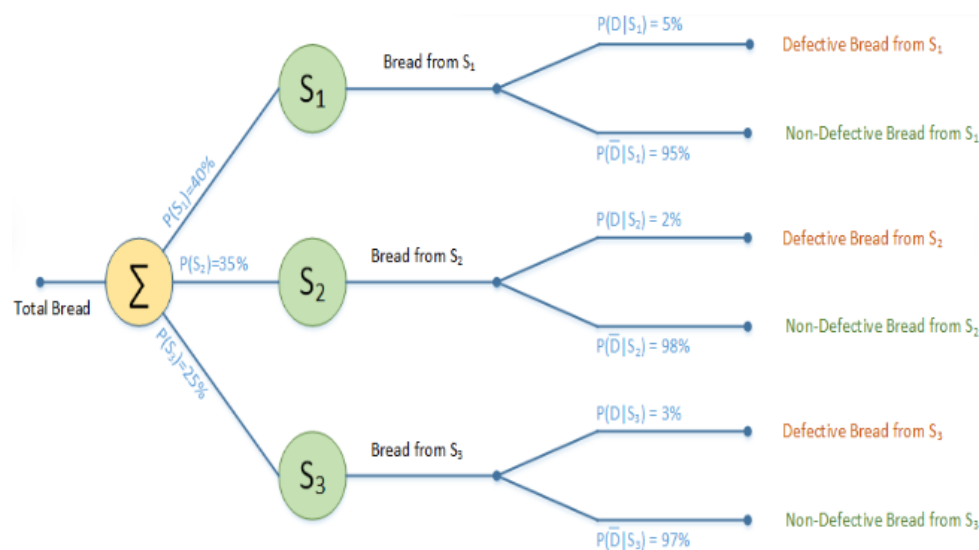 P(D|S₁) = 5%
Defective Bread from S₁
Bread from S₁
S₁
Non-Defective Bread from S₁
P(D̅|S₁) = 95%
P(S₁)=40%
P(D|S₂) = 2%
Defective Bread from S₂
Bread from S₂
P(S₂)=35%
∑
S₂
Total Bread
Non-Defective Bread from S₂
P(D̅|S₂) = 98%
P(S₃)=25%
P(D|S₃) = 3%
Defective Bread from S₃
Bread from S₃
S₃
Non-Defective Bread from S₃
P(D̅|S₃) = 97%